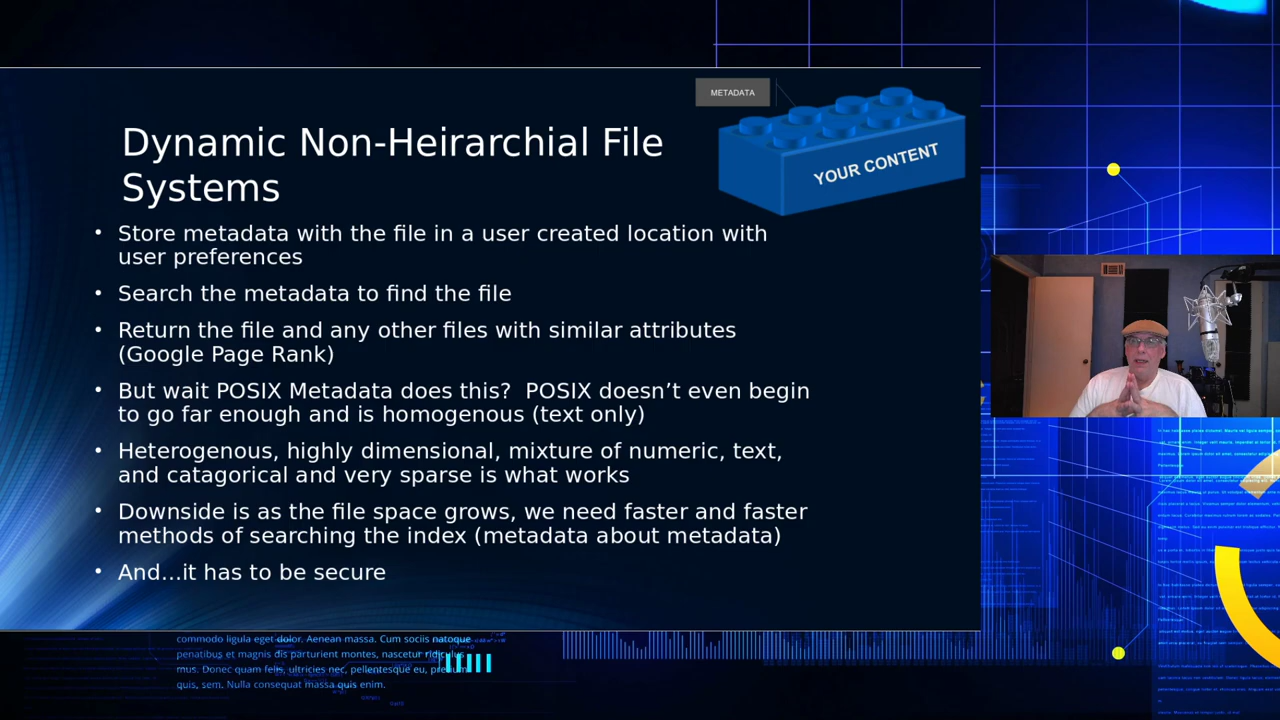 METADATA
YOUR CONTENT
Dynamic Non-Heirarchial File
Systems
• Store metadata with the file in a user created location with
user preferences
• Search the metadata to find the file
• Return the file and any other files with similar attributes
(Google Page Rank)
• But wait POSIX Metadata does this?  POSIX doesn’t even begin
to go far enough and is homogenous (text only)
• Heterogenous, highly dimensional, mixture of numeric, text,
and catagorical and very sparse is what works
• Downside is as the file space grows, we need faster and faster
methods of searching the index (metadata about metadata)
• And...it has to be secure
commodo ligula eget dolor. Aenean massa. Cum sociis natoque
penatibus et magnis dis parturient montes, nascetur ridiculus
mus. Donec quam felis, ultricies nec, pellentesque eu, pretium
quis, sem. Nulla consequat massa quis enim.